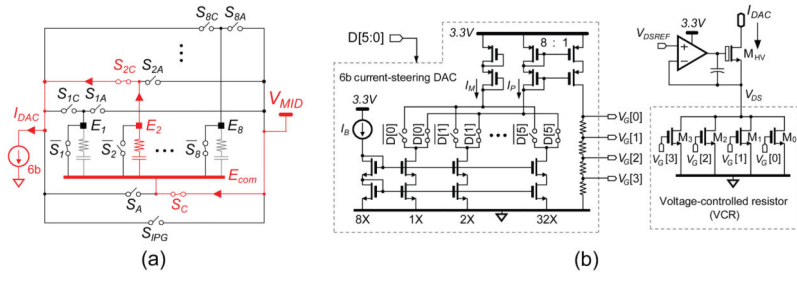 S8C S8A
S2C S2A
S1C S1A
IDAC
VMID
E1 E2 E8
S̅1̅ S̅2̅ S̅8̅
6b
Ecom
SA SC
SIPG
(a)
D[5:0]
6b current-steering DAC
3.3V
8 : 1
IM IP
3.3V
IB
D̅[̅0̅]̅ D[0] D̅[̅1̅]̅ D[1] D̅[̅5̅]̅ D[5]
8X 1X 2X 32X
VG[0]
VG[1]
VG[2]
VG[3]
3.3V
IDAC
VDSREF
MHV
VDS
M3 M2 M1 M0
VG[3] VG[2] VG[1] VG[0]
Voltage-controlled resistor
(VCR)
(b)